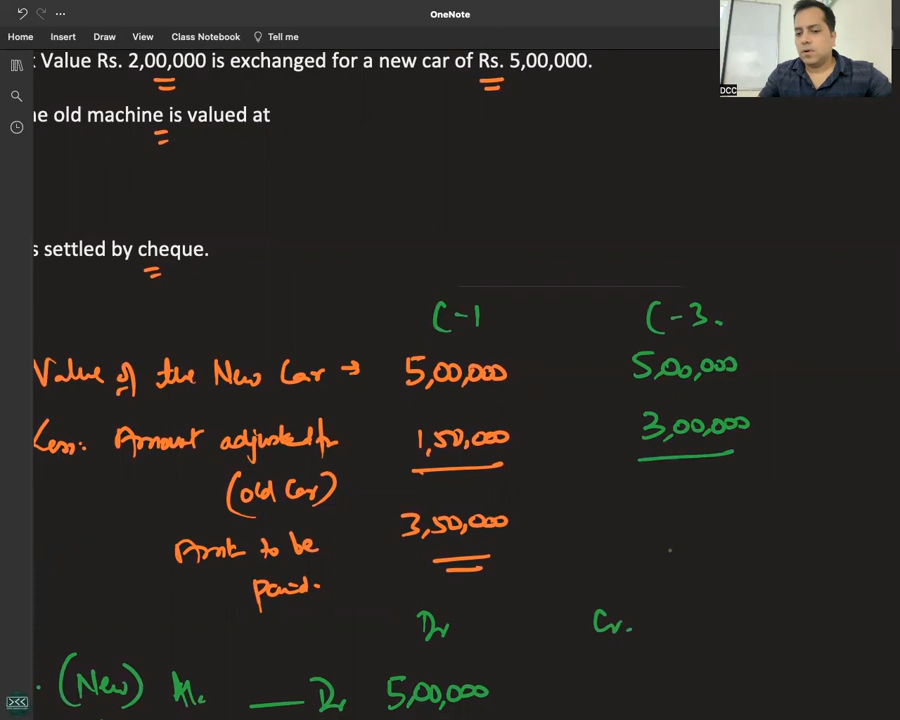 OneNote
Home Insert Draw View Class Notebook Tell me
k Value Rs. 2,00,000 is exchanged for a new car of Rs. 5,00,000.
he old machine is valued at
s settled by cheque.
DCC
C-1 C-3.
Value of the New Car → 5,00,000 5,00,000
Less: Amount adjusted for 1,50,000 3,00,000
(old Car)
3,50,000
Amt to be
paid.
Dr Cr.
. (New) A/c Dr 5,00,000